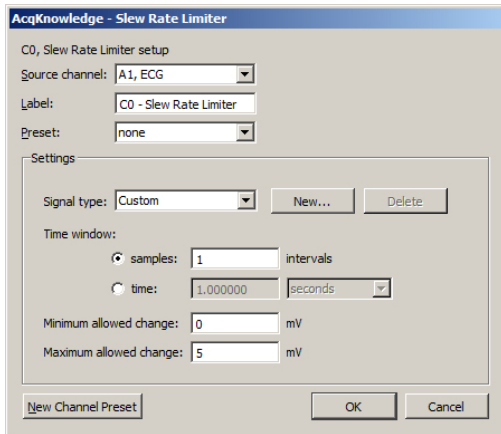 AcqKnowledge - Slew Rate Limiter
C0, Slew Rate Limiter setup
Source channel: A1, ECG
Label: C0 - Slew Rate Limiter
Preset: none
Settings
Signal type: Custom New... Delete
Time window:
samples: 1 intervals
time: 1.000000 seconds
Minimum allowed change: 0 mV
Maximum allowed change: 5 mV
New Channel Preset OK Cancel